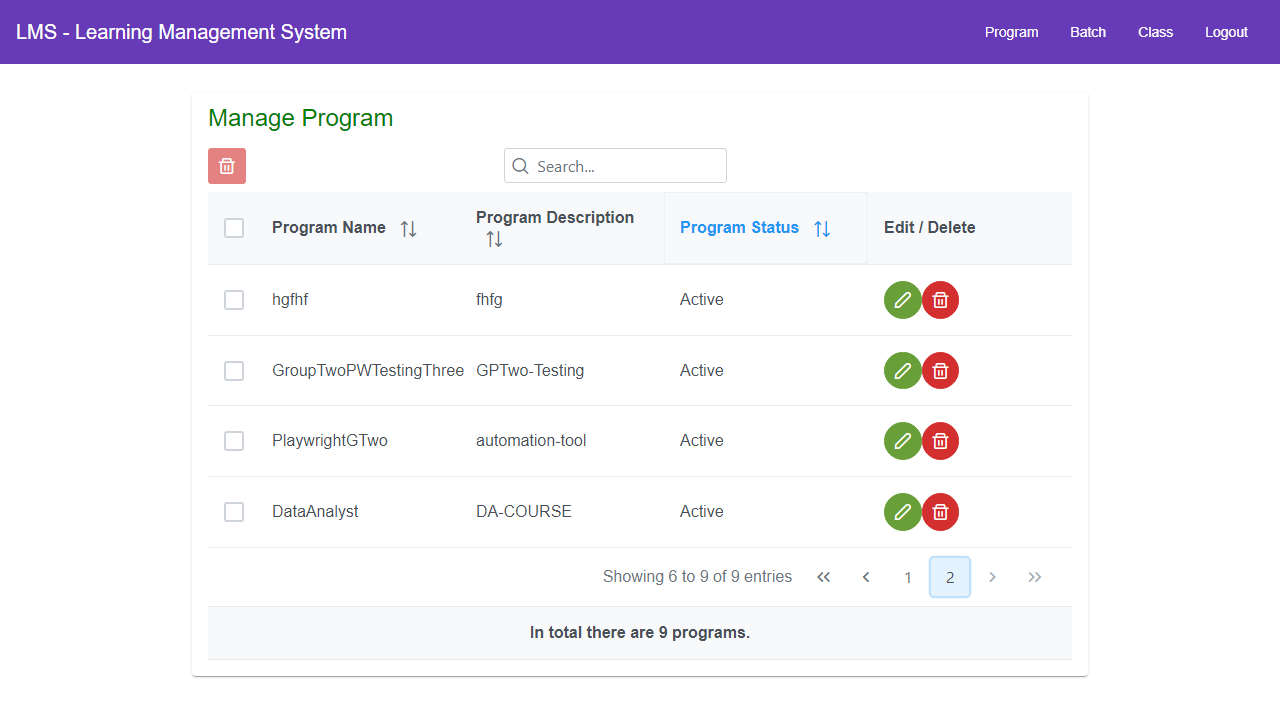 LMS - Learning Management System
Program Batch Class Logout
Manage Program
Search...
Program Name Program Description Program Status Edit / Delete
hgfhf fhfg Active
GroupTwoPWTestingThree GPTwo-Testing Active
PlaywrightGTwo automation-tool Active
DataAnalyst DA-COURSE Active
Showing 6 to 9 of 9 entries 1 2
In total there are 9 programs.